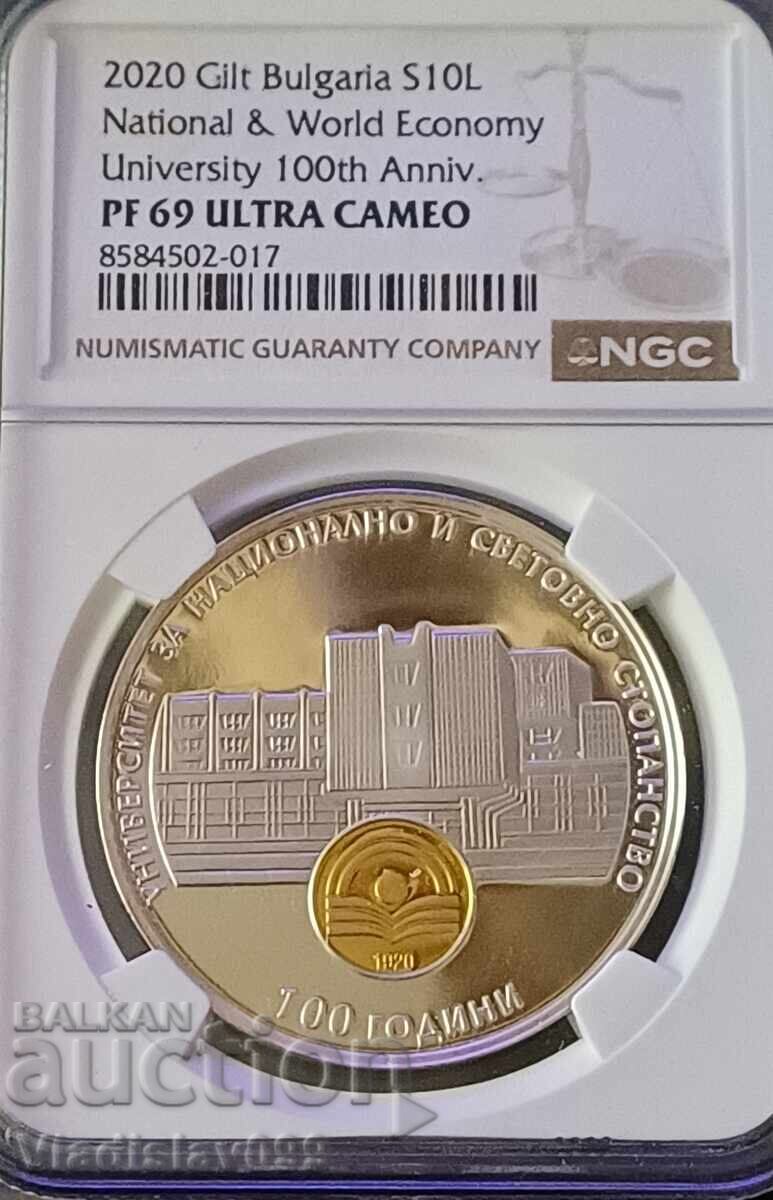 2020 Gilt Bulgaria S10L
National & World Economy
University 100th Anniv.
PF 69 ULTRA CAMEO
8584502-017
NUMISMATIC GUARANTY COMPANY NGC
УНИВЕРСИТЕТ ЗА НАЦИОНАЛНО И СВЕТОВНО СТОПАНСТВО
1920
100 ГОДИНИ
BALKAN
auction
Vladislav099